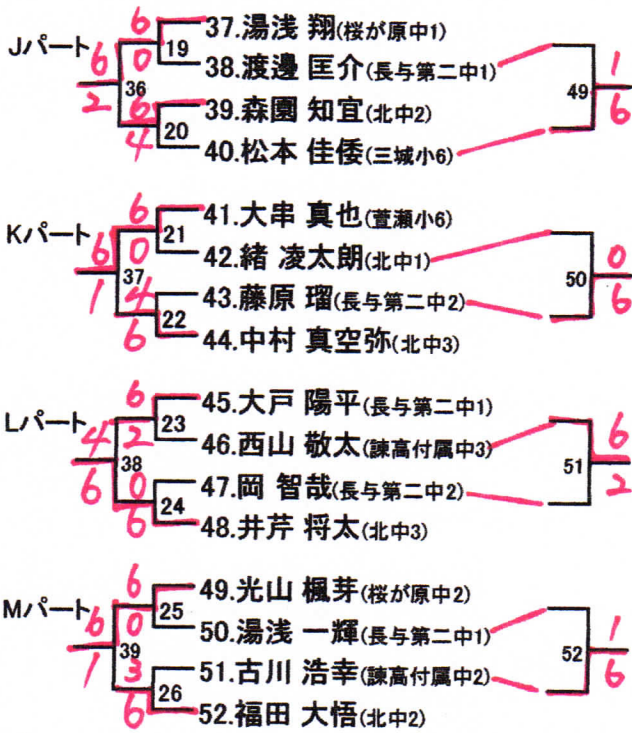 Jパート
6
2
36
6
0
19
6
4
20
37.湯浅 翔(桜が原中1)
38.渡邊 匡介(長与第二中1)
39.森園 知宜(北中2)
40.松本 佳倭(三城小6)
49
1
6
Kパート
6
1
37
6
0
21
4
6
22
41.大串 真也(萱瀬小6)
42.緒 凌太朗(北中1)
43.藤原 瑠(長与第二中2)
44.中村 真空弥(北中3)
50
0
6
Lパート
4
6
38
6
2
23
0
6
24
45.大戸 陽平(長与第二中1)
46.西山 敬太(諫高付属中3)
47.岡 智哉(長与第二中2)
48.井芹 将太(北中3)
51
6
2
Mパート
6
1
39
6
0
25
3
6
26
49.光山 楓芽(桜が原中2)
50.湯浅 一輝(長与第二中1)
51.古川 浩幸(諫高付属中2)
52.福田 大悟(北中2)
52
1
6